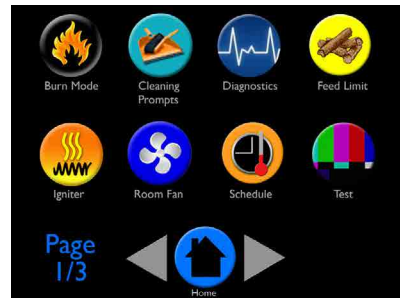 Burn Mode
Cleaning
Prompts
Diagnostics
Feed Limit
Igniter
Room Fan
Schedule
Test
Page
1/3
Home